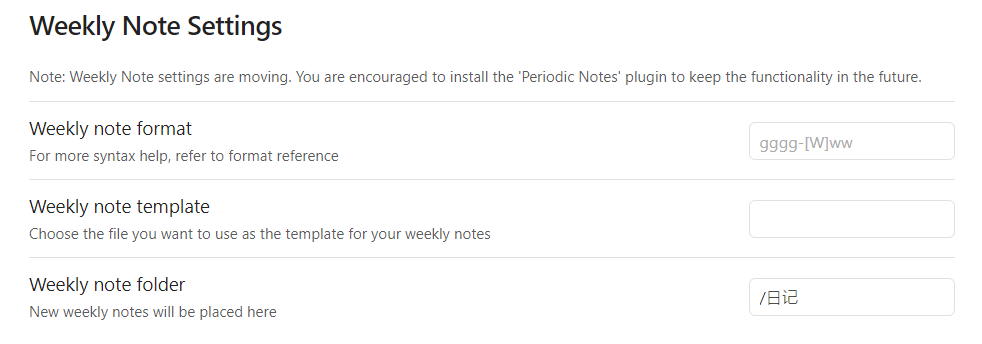 Weekly Note Settings
Note: Weekly Note settings are moving. You are encouraged to install the 'Periodic Notes' plugin to keep the functionality in the future.
Weekly note format
For more syntax help, refer to format reference
gggg-[W]ww
Weekly note template
Choose the file you want to use as the template for your weekly notes
Weekly note folder
New weekly notes will be placed here
/日记